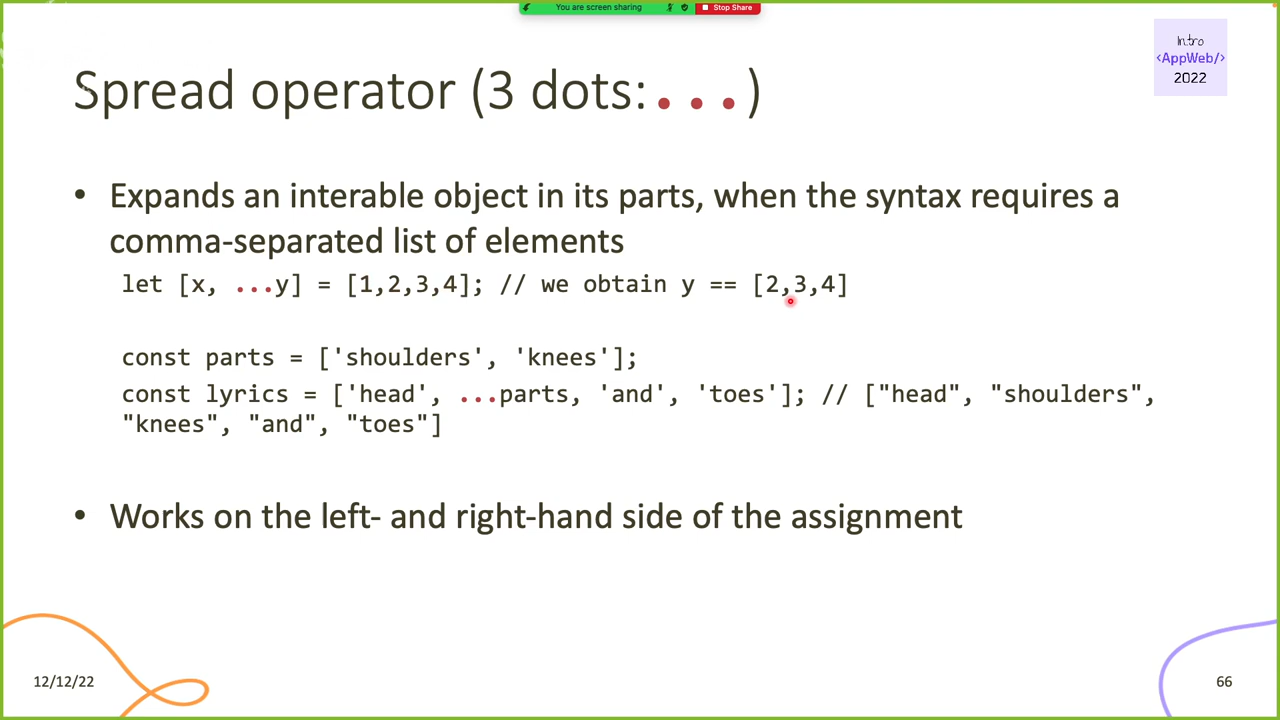 You are screen sharing
Stop Share
Intro
<AppWeb/>
2022
Spread operator (3 dots:...)
• Expands an interable object in its parts, when the syntax requires a
comma-separated list of elements
let [x, ...y] = [1,2,3,4]; // we obtain y == [2,3,4]
const parts = ['shoulders', 'knees'];
const lyrics = ['head', ...parts, 'and', 'toes']; // ["head", "shoulders",
"knees", "and", "toes"]
• Works on the left- and right-hand side of the assignment
12/12/22
66